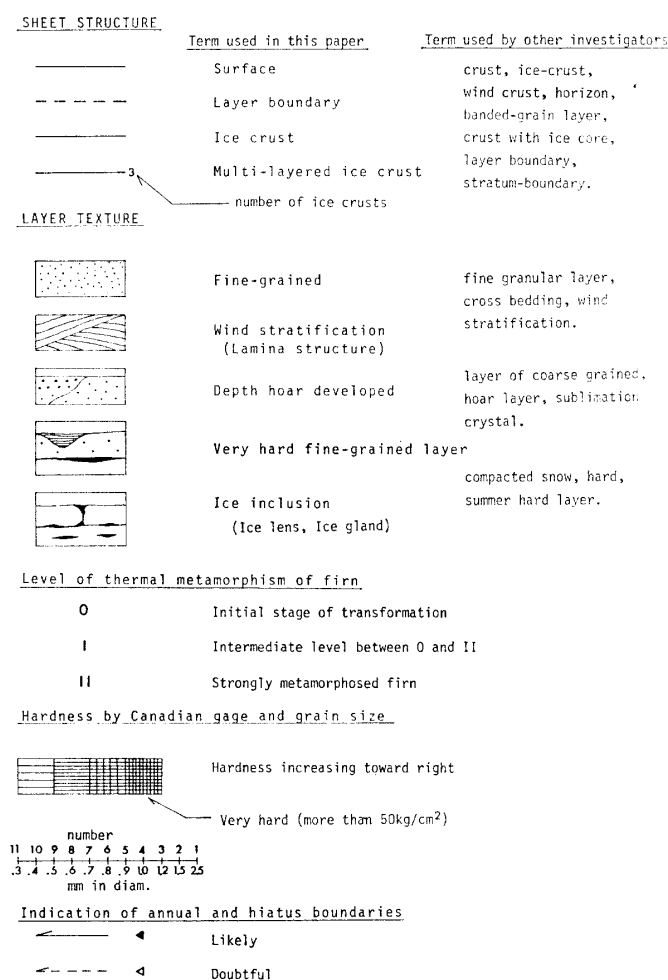 SHEET STRUCTURE
Term used in this paper
Term used by other investigators
Surface
Layer boundary
Ice crust
Multi-layered ice crust
3
number of ice crusts
crust, ice-crust,
wind crust, horizon,
banded-grain layer,
crust with ice core,
layer boundary,
stratum-boundary.
LAYER TEXTURE
Fine-grained
Wind stratification
(Lamina structure)
fine granular layer,
cross bedding, wind
stratification.
Depth hoar developed
layer of coarse grained,
hoar layer, sublimation
crystal.
Very hard fine-grained layer
Ice inclusion
(Ice lens, Ice gland)
compacted snow, hard,
summer hard layer.
Level of thermal metamorphism of firn
O Initial stage of transformation
I Intermediate level between O and II
II Strongly metamorphosed firn
Hardness by Canadian gage and grain size
Hardness increasing toward right
Very hard (more than 50kg/cm²)
number
11 10 9 8 7 6 5 4 3 2 1
.3 .4 .5 .6 .7 .8 .9 1.0 1.2 1.5 2.5
mm in diam.
Indication of annual and hiatus boundaries
Likely
Doubtful